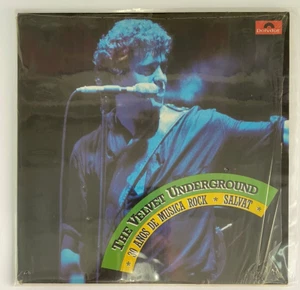 Polydor
THE VELVET UNDERGROUND
★ 30 AÑOS DE MUSICA ROCK ★ SALVAT ★